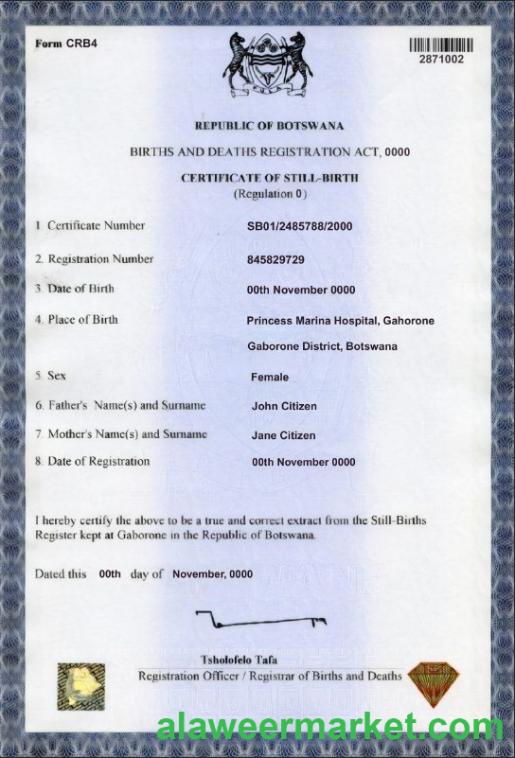 Form CRB4
2871002
REPUBLIC OF BOTSWANA
BIRTHS AND DEATHS REGISTRATION ACT, 0000
CERTIFICATE OF STILL-BIRTH
(Regulation 0)
1 Certificate Number SB01/2485788/2000
2. Registration Number 845829729
3. Date of Birth 00th November 0000
4. Place of Birth Princess Marina Hospital, Gahorone
Gaborone District, Botswana
5 Sex Female
6. Father's Name(s) and Surname John Citizen
7. Mother's Name(s) and Surname Jane Citizen
8. Date of Registration 00th November 0000
I hereby certify the above to be a true and correct extract from the Still-Births
Register kept at Gaborone in the Republic of Botswana.
Dated this 00th day of November, 0000
Tsholofelo Tafa
Registration Officer / Registrar of Births and Deaths
alaweermarket.com